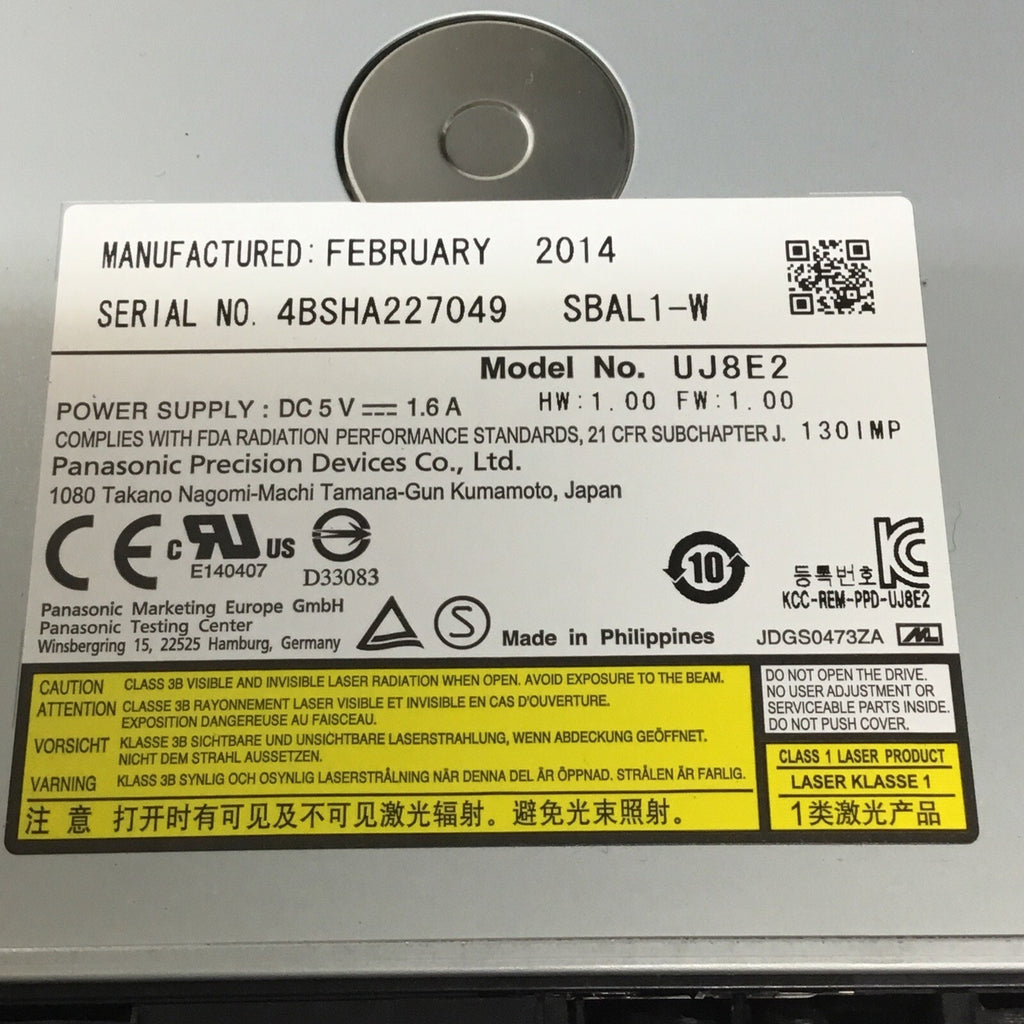 MANUFACTURED: FEBRUARY 2014
SERIAL NO. 4BSHA227049 SBAL1-W
Model No. UJ8E2
POWER SUPPLY : DC 5 V ⎓ 1.6 A HW:1.00 FW:1.00
COMPLIES WITH FDA RADIATION PERFORMANCE STANDARDS, 21 CFR SUBCHAPTER J. 130IMP
Panasonic Precision Devices Co., Ltd.
1080 Takano Nagomi-Machi Tamana-Gun Kumamoto, Japan
CE c RU US
E140407 D33083
10
등록번호
KCC-REM-PPD-UJ8E2
Panasonic Marketing Europe GmbH
Panasonic Testing Center
Winsbergring 15, 22525 Hamburg, Germany
S
Made in Philippines
JDGS0473ZA
CAUTION CLASS 3B VISIBLE AND INVISIBLE LASER RADIATION WHEN OPEN. AVOID EXPOSURE TO THE BEAM.
ATTENTION CLASSE 3B RAYONNEMENT LASER VISIBLE ET INVISIBLE EN CAS D'OUVERTURE.
EXPOSITION DANGEREUSE AU FAISCEAU.
VORSICHT KLASSE 3B SICHTBARE UND UNSICHTBARE LASERSTRAHLUNG, WENN ABDECKUNG GEÖFFNET.
NICHT DEM STRAHL AUSSETZEN.
VARNING KLASS 3B SYNLIG OCH OSYNLIG LASERSTRÅLNING NÄR DENNA DEL ÄR ÖPPNAD. STRÅLEN ÄR FARLIG.
注意 打开时有可见及不可见激光辐射。避免光束照射。
DO NOT OPEN THE DRIVE.
NO USER ADJUSTMENT OR
SERVICEABLE PARTS INSIDE.
DO NOT PUSH COVER.
CLASS 1 LASER PRODUCT
LASER KLASSE 1
1类激光产品